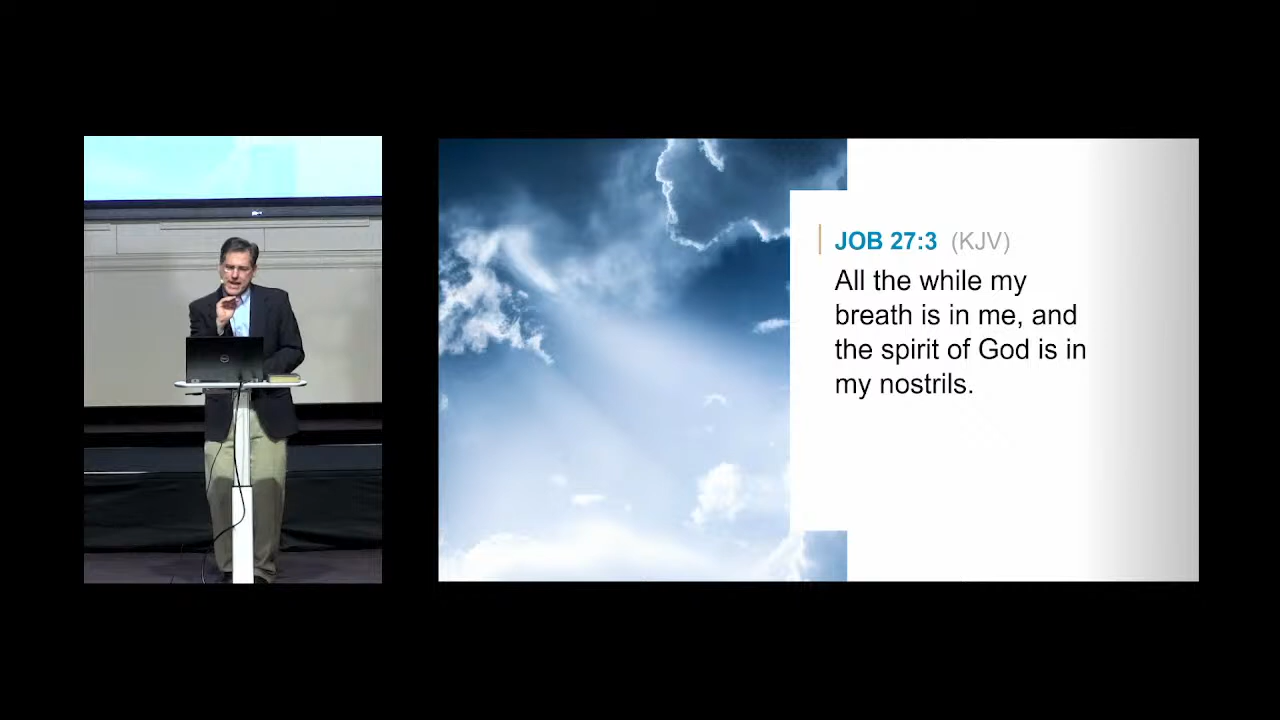 JOB 27:3 (KJV)
All the while my
breath is in me, and
the spirit of God is in
my nostrils.